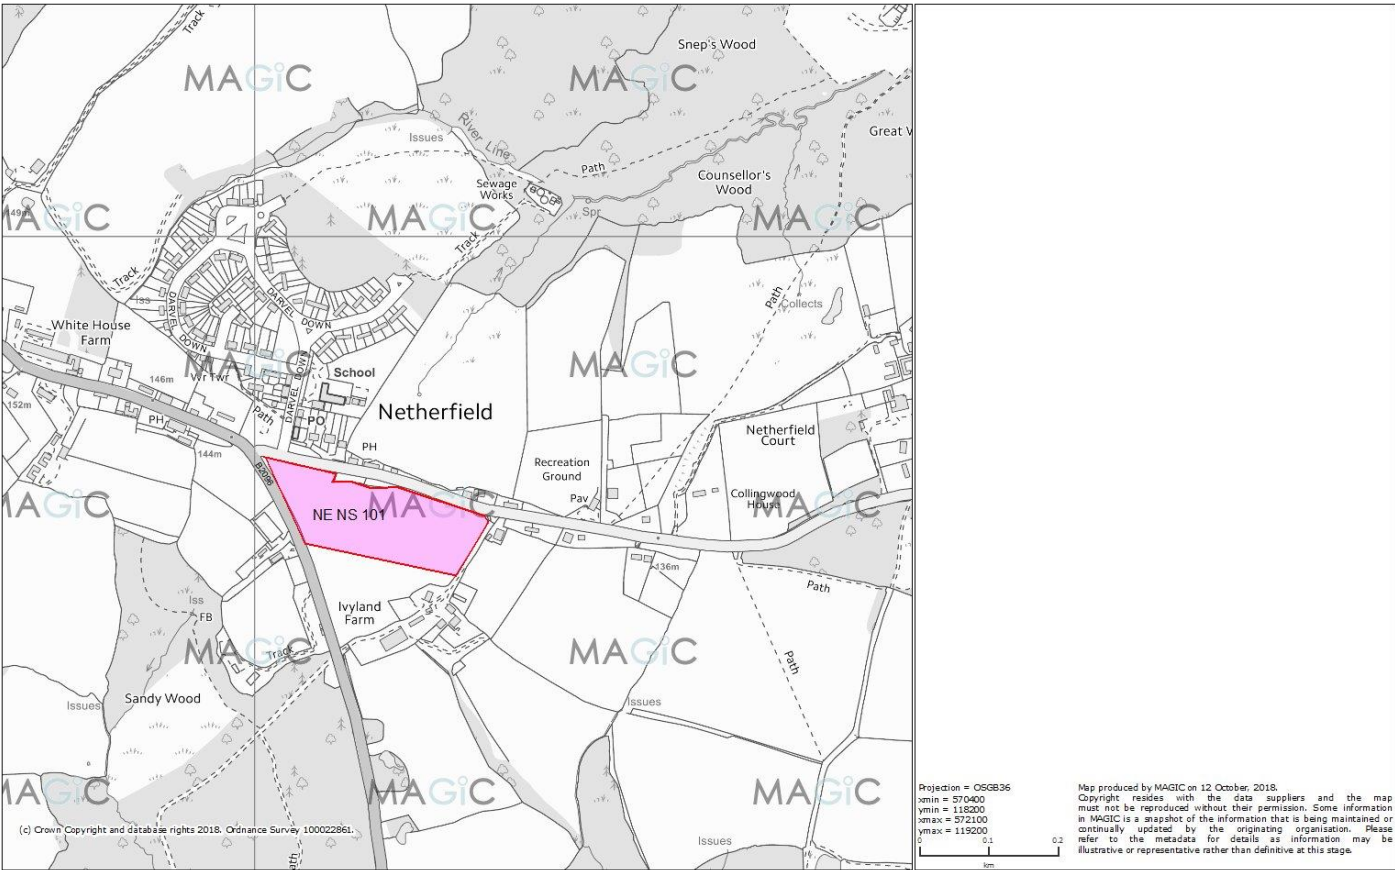 Track
Snep's Wood
MAGiC
MAGiC
River Line
Issues
Great
Path
Sewage
Works
Counsellor's
Wood
Spr
149m
MAGiC
MAGiC
MAGiC
Track
Track
Iss
DARVEL
DOWN
DARVEL
DOWN
Path
Collects
White House
Farm
146m
Wr Twr
MAGiC
MAGiC
School
152m
PH
Path
DARVEL DOWN
PO
Netherfield
Netherfield
Court
PH
144m
B2096
Recreation
Ground
Pav
Collingwood
House
MAGiC
MAGiC
MAGiC
NE NS 101
136m
Path
Ivyland
Farm
Iss
FB
MAGiC
MAGiC
Track
Path
Sandy Wood
Issues
Issues
MAGiC
MAGiC
MAGiC
Issues
(c) Crown Copyright and database rights 2018. Ordnance Survey 100022861.
Projection = OSGB36
xmin = 570400
ymin = 118200
xmax = 572100
ymax = 119200
0 0.1 0.2
km
Map produced by MAGIC on 12 October, 2018.
Copyright resides with the data suppliers and the map
must not be reproduced without their permission. Some information
in MAGIC is a snapshot of the information that is being maintained or
continually updated by the originating organisation. Please
refer to the metadata for details as information may be
illustrative or representative rather than definitive at this stage.